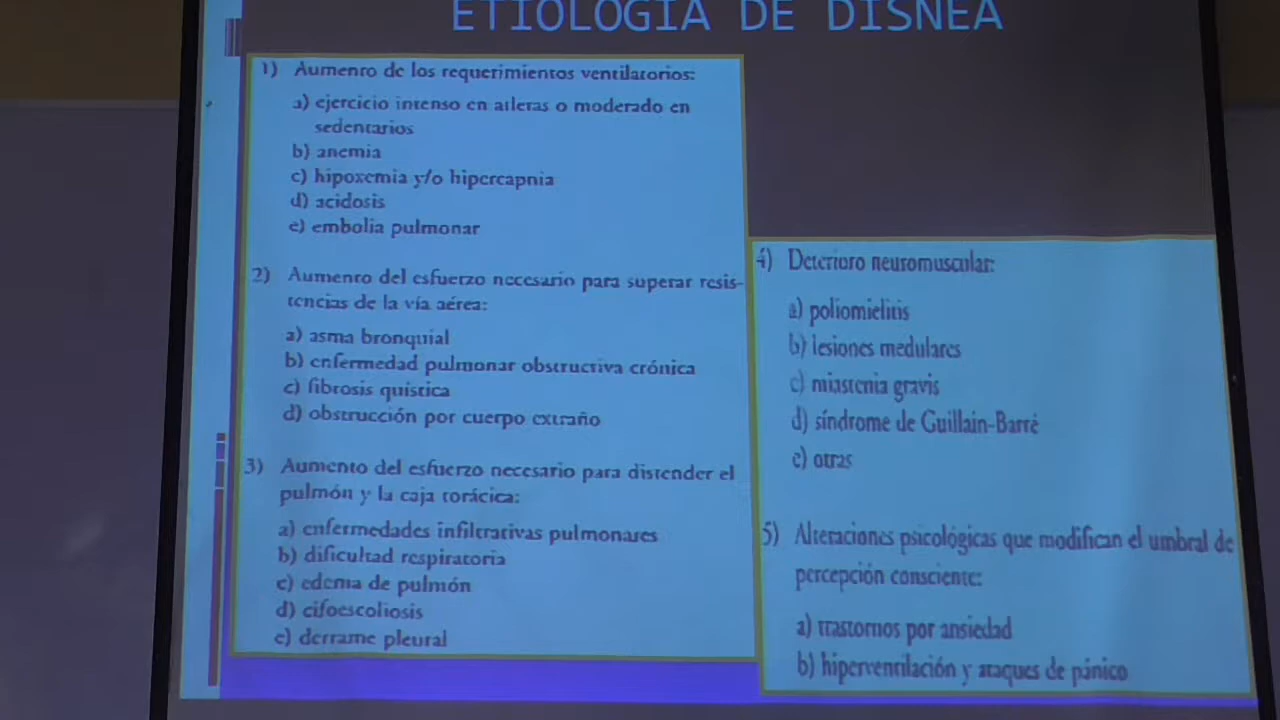 ETIOLOGIA DE DISNEA
1) Aumento de los requerimientos ventilatorios:
a) ejercicio intenso en atletas o moderado en
sedentarios
b) anemia
c) hipoxemia y/o hipercapnia
d) acidosis
e) embolia pulmonar
2) Aumento del esfuerzo necesario para superar resis-
tencias de la vía aérea:
a) asma bronquial
b) enfermedad pulmonar obstructiva crónica
c) fibrosis quística
d) obstrucción por cuerpo extraño
3) Aumento del esfuerzo necesario para distender el
pulmón y la caja torácica:
a) enfermedades infiltrativas pulmonares
b) dificultad respiratoria
c) edema de pulmón
d) cifoescoliosis
e) derrame pleural
4) Deterioro neuromuscular:
a) poliomielitis
b) lesiones medulares
c) miastenia gravis
d) síndrome de Guillain-Barré
e) otras
5) Alteraciones psicológicas que modifican el umbral de
percepción consciente:
a) trastornos por ansiedad
b) hiperventilación y ataques de pánico